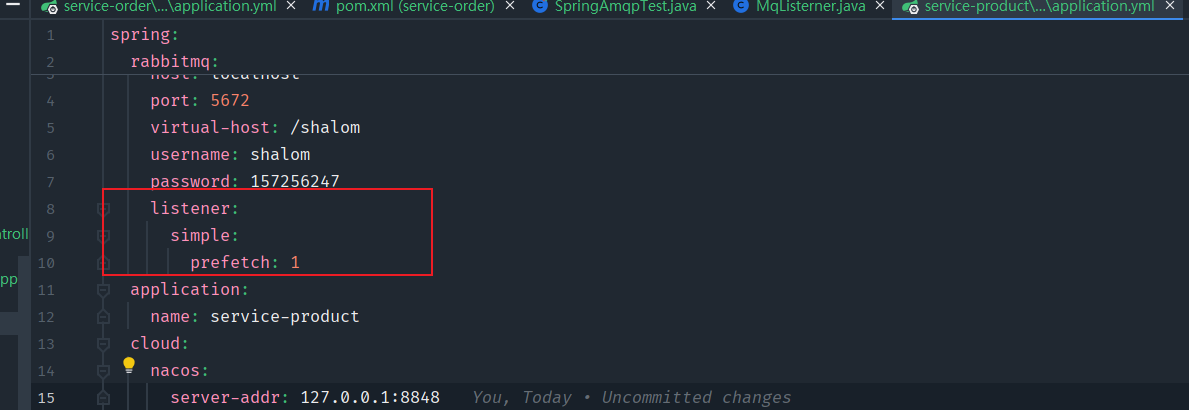 service-order\...\application.yml × m pom.xml (service-order) × C SpringAmqpTest.java × C MqListerner.java × service-product\...\application.yml ×
1 spring:
2 rabbitmq:
3 host: localhost
4 port: 5672
5 virtual-host: /shalom
6 username: shalom
7 password: 157256247
8 listener:
ntroll 9 simple:
10 prefetch: 1
pp 11 application:
12 name: service-product
13 cloud:
14 nacos:
15 server-addr: 127.0.0.1:8848 You, Today • Uncommitted changes